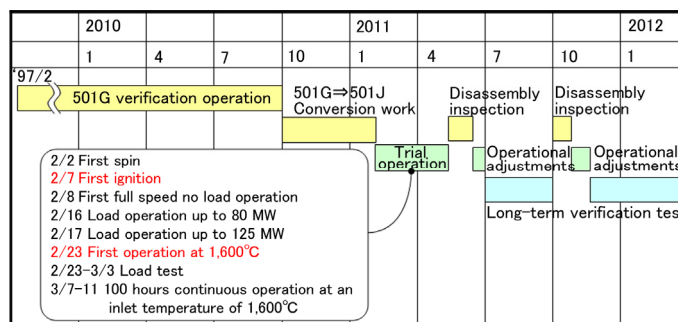 2010
2011
2012
1
4
7
10
1
4
7
10
1
'97/2
501G verification operation
501G⇒501J
Conversion work
Disassembly
inspection
Disassembly
inspection
Trial
operation
Operational
adjustments
Operational
adjustments
Long-term verification test
2/2 First spin
2/7 First ignition
2/8 First full speed no load operation
2/16 Load operation up to 80 MW
2/17 Load operation up to 125 MW
2/23 First operation at 1,600℃
2/23-3/3 Load test
3/7-11 100 hours continuous operation at an
inlet temperature of 1,600℃